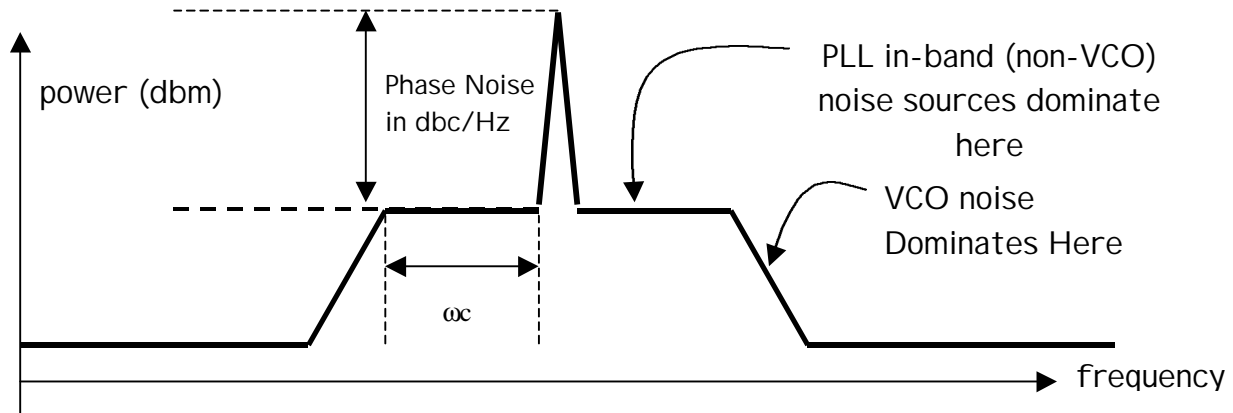 power (dbm)
Phase Noise
in dbc/Hz
PLL in-band (non-VCO)
noise sources dominate
here
VCO noise
Dominates Here
ωc
frequency